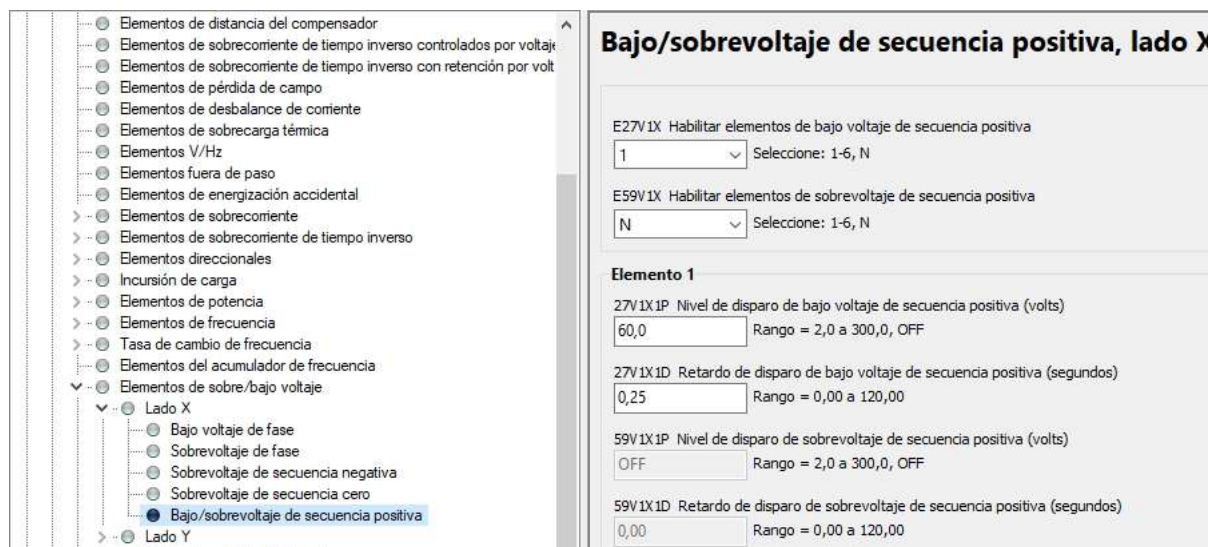 Elementos de distancia del compensador
Elementos de sobrecorriente de tiempo inverso controlados por voltaje
Elementos de sobrecorriente de tiempo inverso con retención por volt
Elementos de pérdida de campo
Elementos de desbalance de corriente
Elementos de sobrecarga térmica
Elementos V/Hz
Elementos fuera de paso
Elementos de energización accidental
Elementos de sobrecorriente
Elementos de sobrecorriente de tiempo inverso
Elementos direccionales
Incursión de carga
Elementos de potencia
Elementos de frecuencia
Tasa de cambio de frecuencia
Elementos del acumulador de frecuencia
Elementos de sobre/bajo voltaje
Lado X
Bajo voltaje de fase
Sobrevoltaje de fase
Sobrevoltaje de secuencia negativa
Sobrevoltaje de secuencia cero
Bajo/sobrevoltaje de secuencia positiva
Lado Y
Bajo/sobrevoltaje de secuencia positiva, lado X
E27V1X Habilitar elementos de bajo voltaje de secuencia positiva
1 Seleccione: 1-6, N
E59V1X Habilitar elementos de sobrevoltaje de secuencia positiva
N Seleccione: 1-6, N
Elemento 1
27V1X1P Nivel de disparo de bajo voltaje de secuencia positiva (volts)
60,0 Rango = 2,0 a 300,0, OFF
27V1X1D Retardo de disparo de bajo voltaje de secuencia positiva (segundos)
0,25 Rango = 0,00 a 120,00
59V1X1P Nivel de disparo de sobrevoltaje de secuencia positiva (volts)
OFF Rango = 2,0 a 300,0, OFF
59V1X1D Retardo de disparo de sobrevoltaje de secuencia positiva (segundos)
0,00 Rango = 0,00 a 120,00